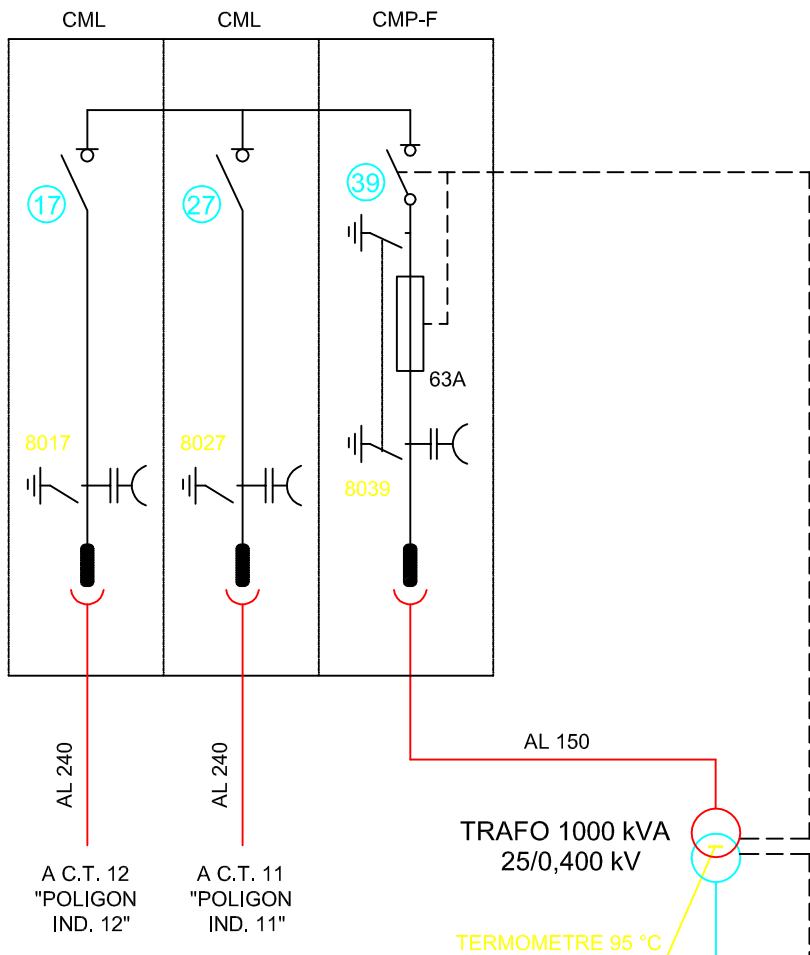 CML
CML
CMP-F
17
27
39
63A
8017
8027
8039
AL 240
AL 240
AL 150
TRAFO 1000 kVA
25/0,400 kV
A C.T. 12
"POLIGON
IND. 12"
A C.T. 11
"POLIGON
IND. 11"
TERMOMETRE 95 °C